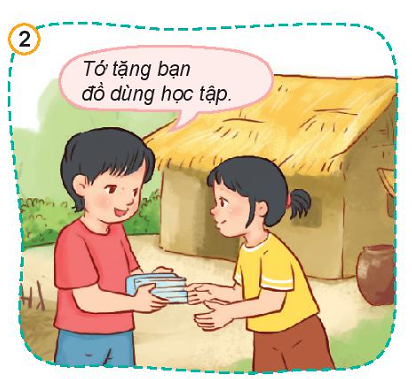 2
Tớ tặng bạn
đồ dùng học tập.